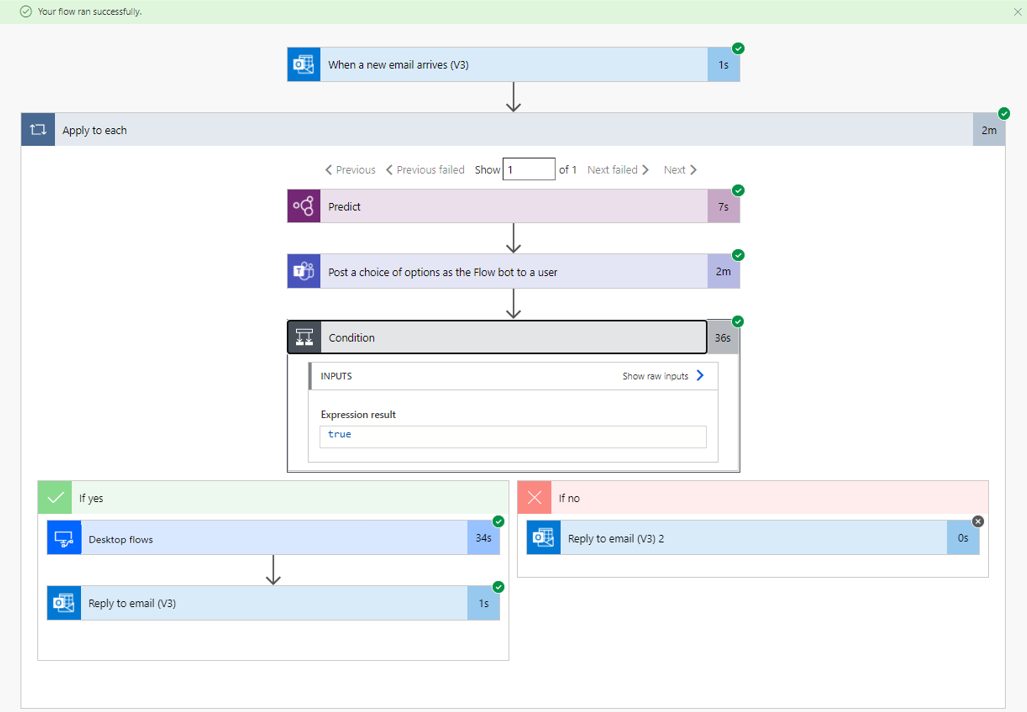 Your flow ran successfully.
When a new email arrives (V3) 1s
Apply to each 2m
Previous Previous failed Show 1 of 1 Next failed Next
Predict 7s
Post a choice of options as the Flow bot to a user 2m
Condition 36s
INPUTS Show raw inputs
Expression result
true
If yes If no
Desktop flows 34s Reply to email (V3) 2 0s
Reply to email (V3) 1s